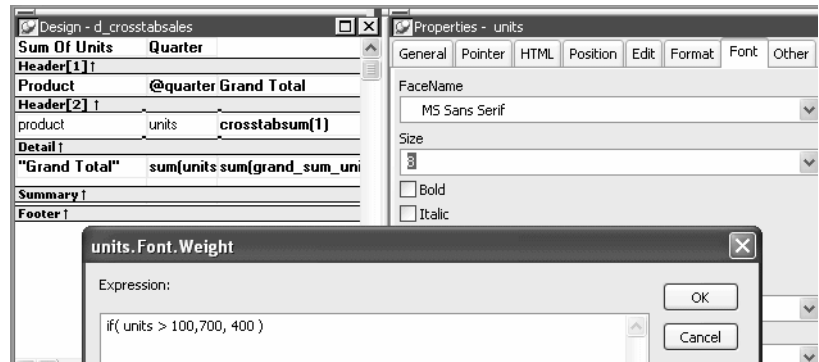 Design - d_crosstabsales
Sum Of Units Quarter
Header[1]↑
Product @quarter Grand Total
Header[2] ↑
product units crosstabsum(1)
Detail ↑
"Grand Total" sum(units sum(grand_sum_uni
Summary ↑
Footer ↑
Properties - units
General Pointer HTML Position Edit Format Font Other
FaceName
MS Sans Serif
Size
8
Bold
Italic
units.Font.Weight
Expression:
if( units > 100,700, 400 )
OK
Cancel